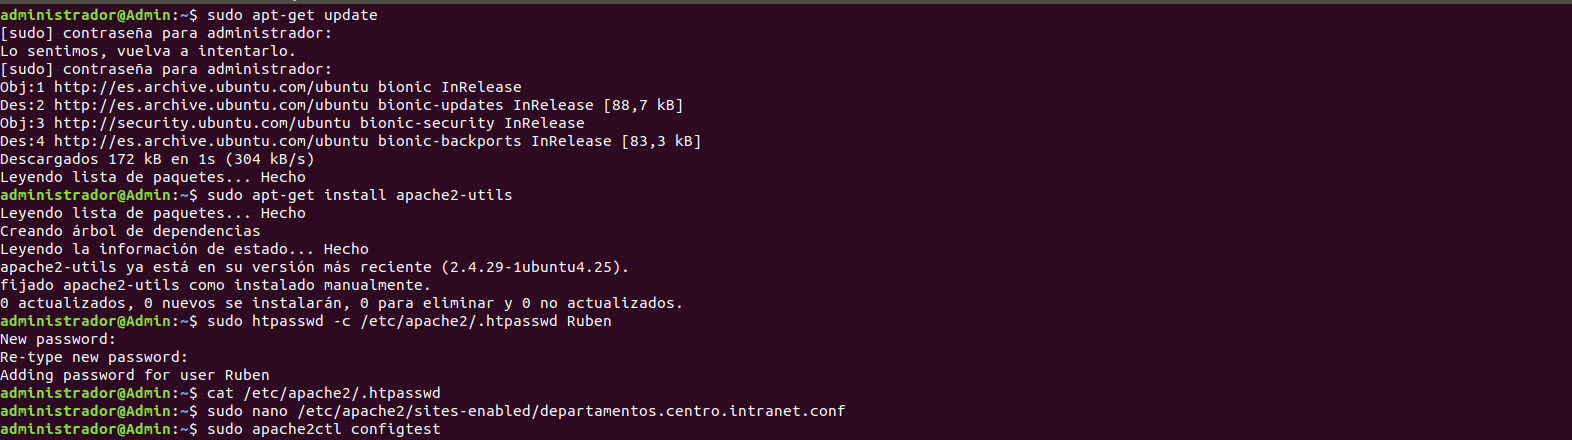 administrador@Admin:~$ sudo apt-get update
[sudo] contraseña para administrador:
Lo sentimos, vuelva a intentarlo.
[sudo] contraseña para administrador:
Obj:1 http://es.archive.ubuntu.com/ubuntu bionic InRelease
Des:2 http://es.archive.ubuntu.com/ubuntu bionic-updates InRelease [88,7 kB]
Obj:3 http://security.ubuntu.com/ubuntu bionic-security InRelease
Des:4 http://es.archive.ubuntu.com/ubuntu bionic-backports InRelease [83,3 kB]
Descargados 172 kB en 1s (304 kB/s)
Leyendo lista de paquetes... Hecho
administrador@Admin:~$ sudo apt-get install apache2-utils
Leyendo lista de paquetes... Hecho
Creando árbol de dependencias
Leyendo la información de estado... Hecho
apache2-utils ya está en su versión más reciente (2.4.29-1ubuntu4.25).
fijado apache2-utils como instalado manualmente.
0 actualizados, 0 nuevos se instalarán, 0 para eliminar y 0 no actualizados.
administrador@Admin:~$ sudo htpasswd -c /etc/apache2/.htpasswd Ruben
New password:
Re-type new password:
Adding password for user Ruben
administrador@Admin:~$ cat /etc/apache2/.htpasswd
administrador@Admin:~$ sudo nano /etc/apache2/sites-enabled/departamentos.centro.intranet.conf
administrador@Admin:~$ sudo apache2ctl configtest